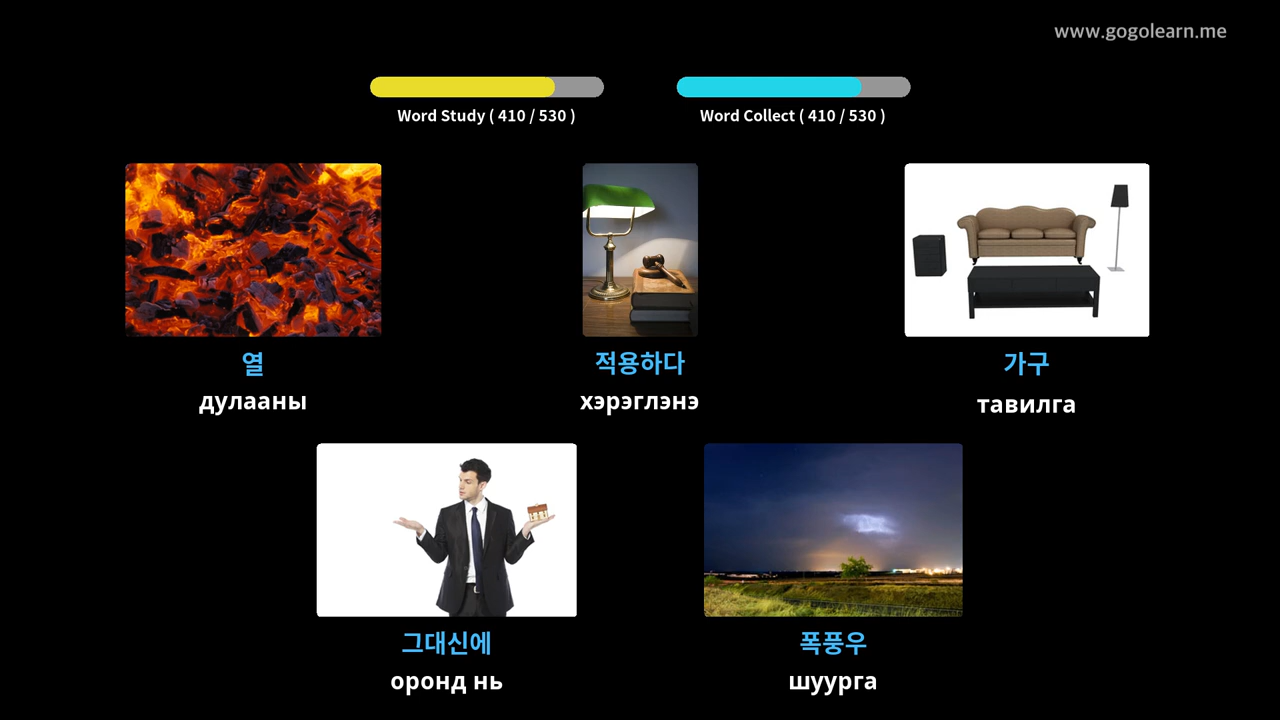 www.gogolearn.me
Word Study ( 410 / 530 )
Word Collect ( 410 / 530 )
열
적용하다
가구
дулааны
хэрэглэнэ
тавилга
그대신에
폭풍우
оронд нь
шуурга